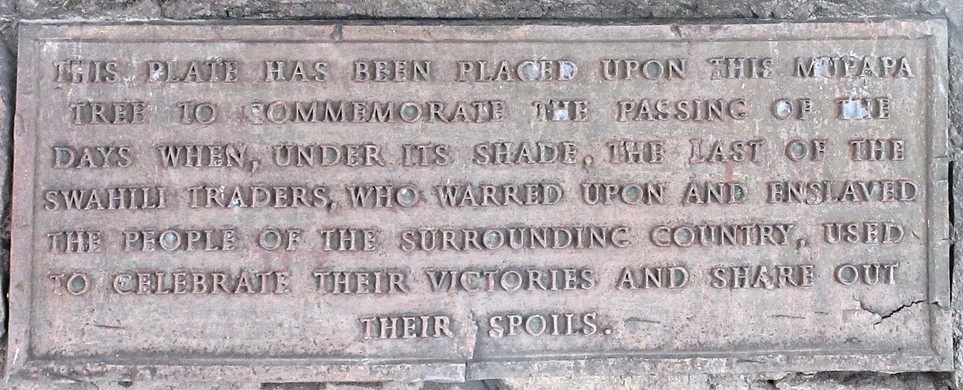 THIS PLATE HAS BEEN PLACED UPON THIS MUPAPA
TREE TO COMMEMORATE THE PASSING OF THE
DAYS WHEN, UNDER ITS SHADE, THE LAST OF THE
SWAHILI TRADERS, WHO WARRED UPON AND ENSLAVED
THE PEOPLE OF THE SURROUNDING COUNTRY, USED
TO CELEBRATE THEIR VICTORIES AND SHARE OUT
THEIR SPOILS.